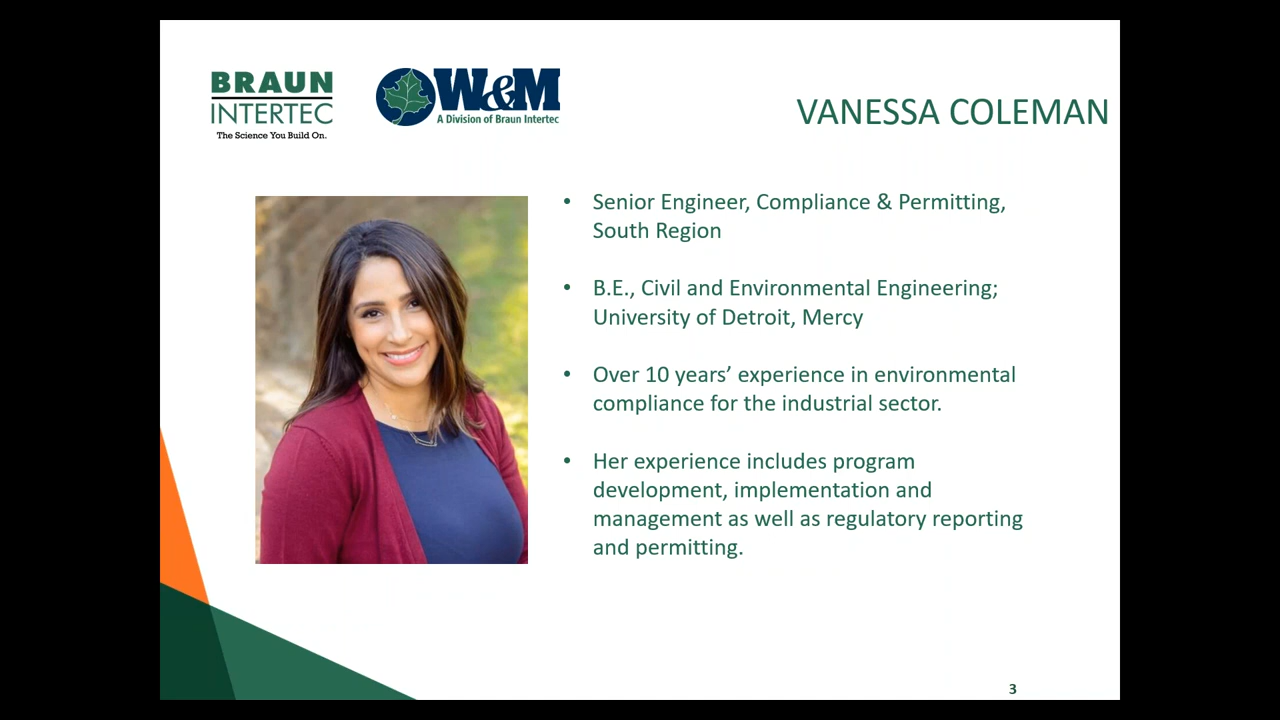 BRAUN
INTERTEC
The Science You Build On.
W&M
A Division of Braun Intertec
VANESSA COLEMAN
• Senior Engineer, Compliance & Permitting,
South Region
• B.E., Civil and Environmental Engineering;
University of Detroit, Mercy
• Over 10 years’ experience in environmental
compliance for the industrial sector.
• Her experience includes program
development, implementation and
management as well as regulatory reporting
and permitting.
3